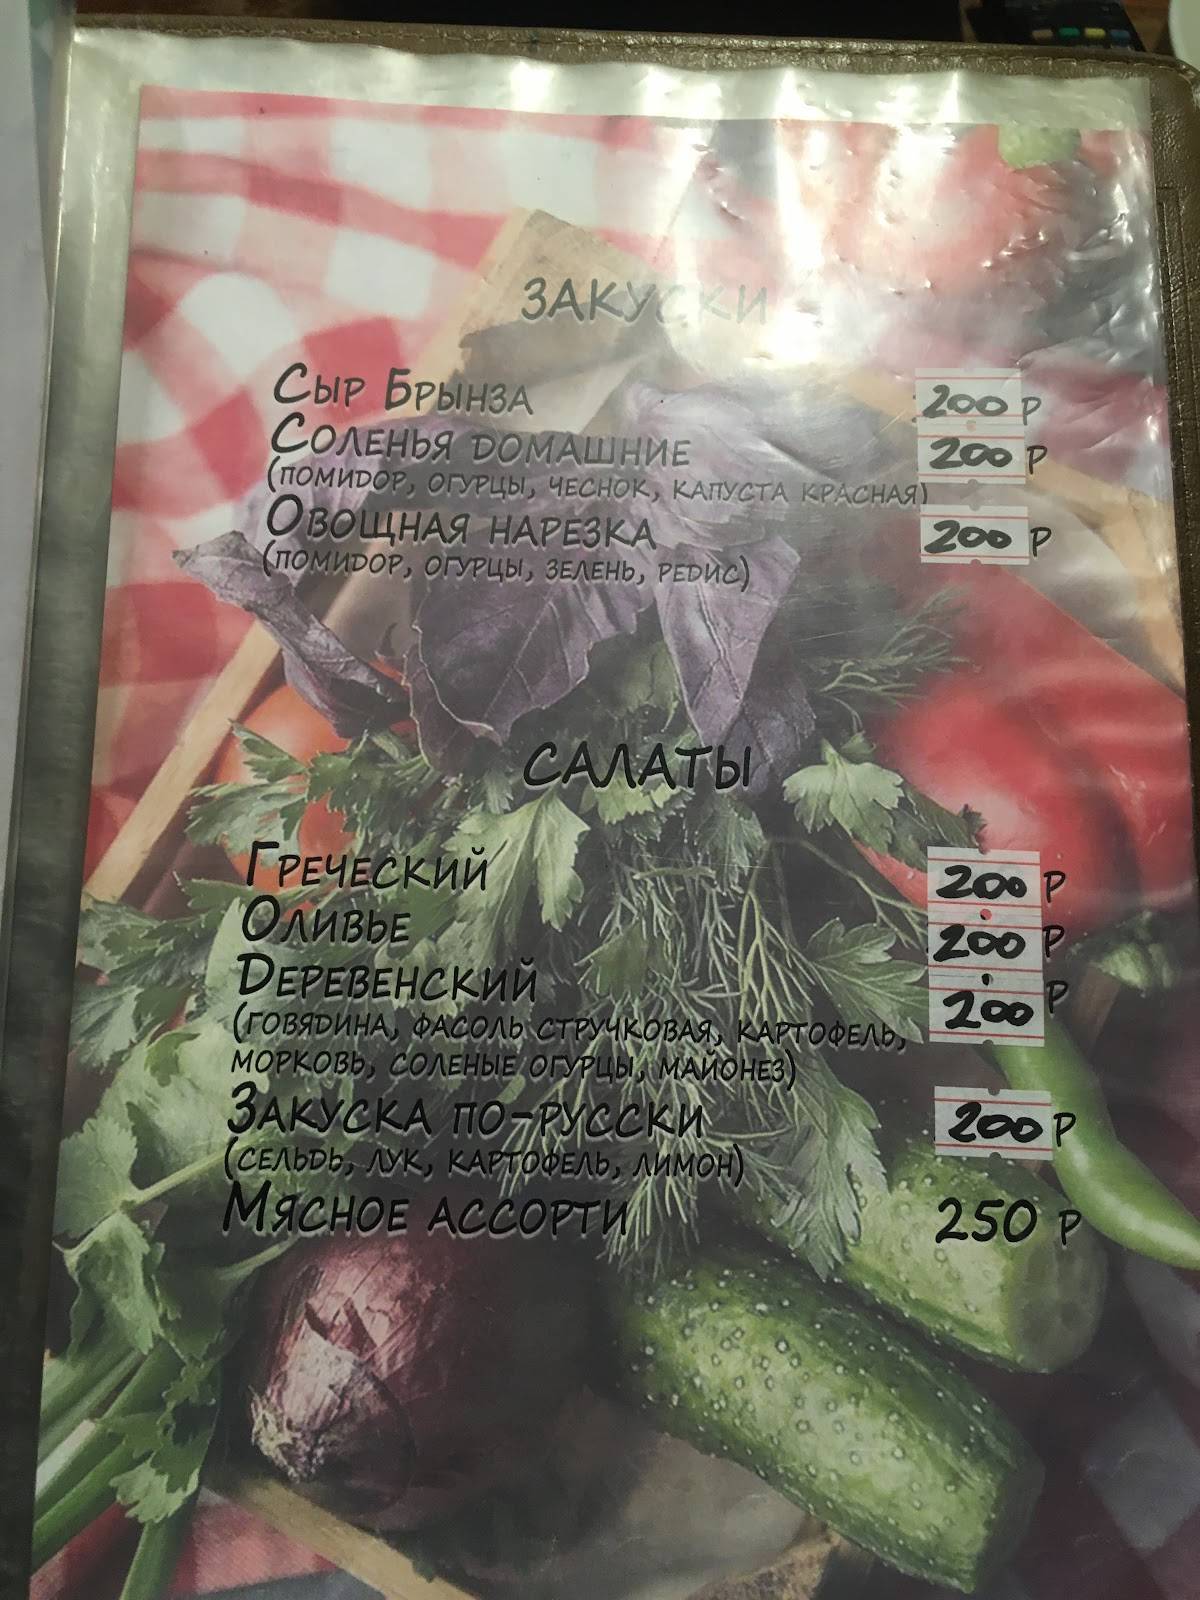 ЗАКУСКИ
Сыр Брынза 200 р
Соленья домашние 200 р
(помидор, огурцы, чеснок, капуста красная)
Овощная нарезка 200 р
(помидор, огурцы, зелень, редис)
САЛАТЫ
Греческий 200 р
Оливье 200 р
Деревенский 200 р
(говядина, фасоль стручковая, картофель,
морковь, соленые огурцы, майонез)
Закуска по-русски 200 р
(сельдь, лук, картофель, лимон)
Мясное ассорти 250 р